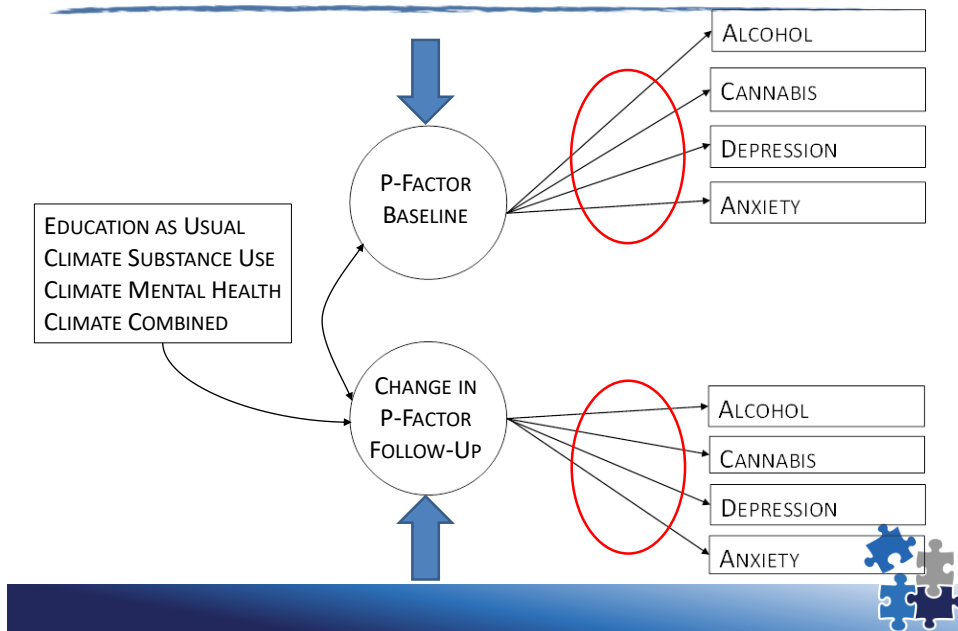 ALCOHOL
CANNABIS
DEPRESSION
ANXIETY
P-FACTOR
BASELINE
EDUCATION AS USUAL
CLIMATE SUBSTANCE USE
CLIMATE MENTAL HEALTH
CLIMATE COMBINED
CHANGE IN
P-FACTOR
FOLLOW-UP
ALCOHOL
CANNABIS
DEPRESSION
ANXIETY